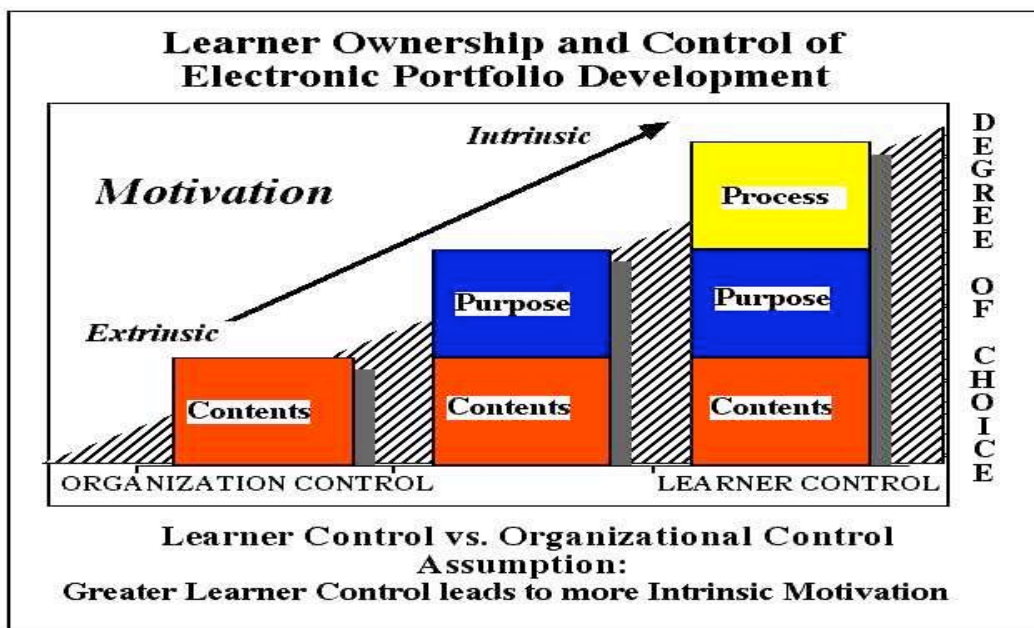 Learner Ownership and Control of
Electronic Portfolio Development
Intrinsic
Motivation
Extrinsic
Process
Purpose
Purpose
Contents
Contents
Contents
DEGREE OF CHOICE
ORGANIZATION CONTROL
LEARNER CONTROL
Learner Control vs. Organizational Control
Assumption:
Greater Learner Control leads to more Intrinsic Motivation